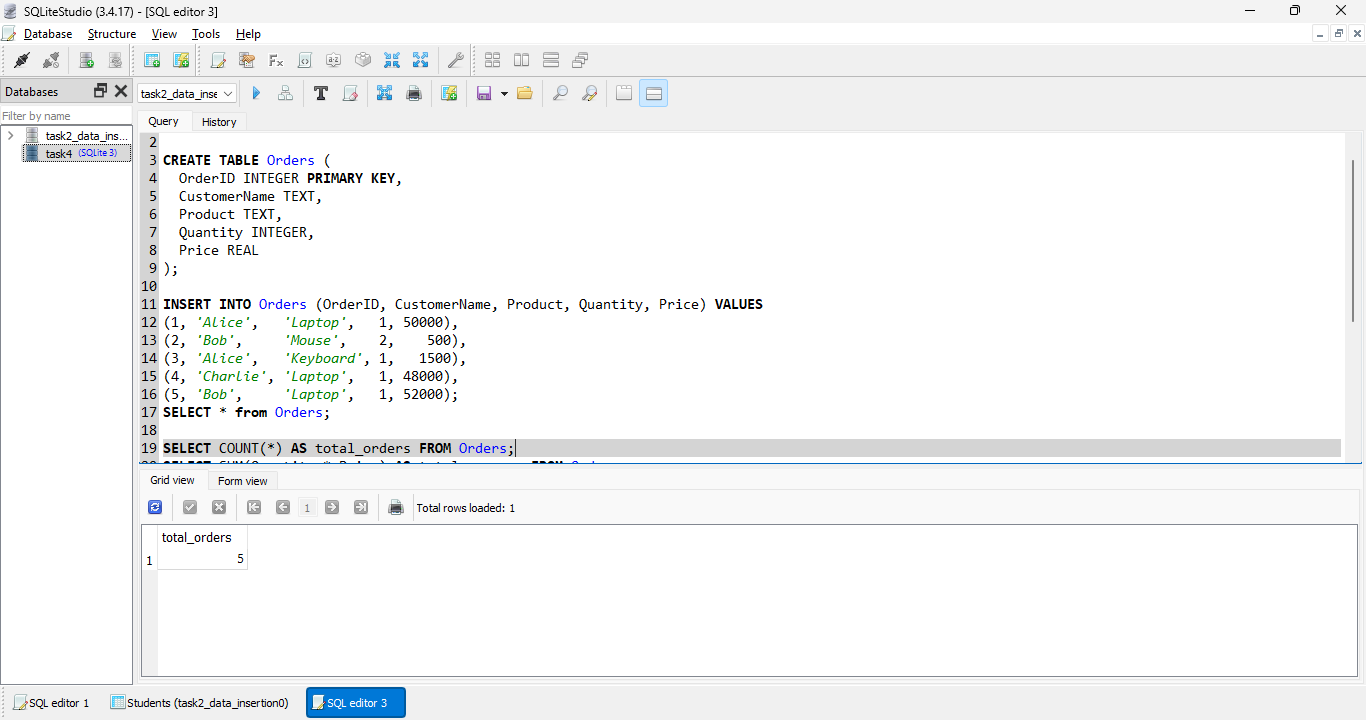 SQLiteStudio (3.4.17) - [SQL editor 3]
Database Structure View Tools Help
Databases
task2_data_inse
Filter by name
Query History
task2_data_ins...
task4 (SQLite 3)
2
3 CREATE TABLE Orders (
4 OrderID INTEGER PRIMARY KEY,
5 CustomerName TEXT,
6 Product TEXT,
7 Quantity INTEGER,
8 Price REAL
9 );
10
11 INSERT INTO Orders (OrderID, CustomerName, Product, Quantity, Price) VALUES
12 (1, 'Alice', 'Laptop', 1, 50000),
13 (2, 'Bob', 'Mouse', 2, 500),
14 (3, 'Alice', 'Keyboard', 1, 1500),
15 (4, 'Charlie', 'Laptop', 1, 48000),
16 (5, 'Bob', 'Laptop', 1, 52000);
17 SELECT * from Orders;
18
19 SELECT COUNT(*) AS total_orders FROM Orders;
Grid view Form view
1 Total rows loaded: 1
total_orders
1 5
SQL editor 1 Students (task2_data_insertion0) SQL editor 3